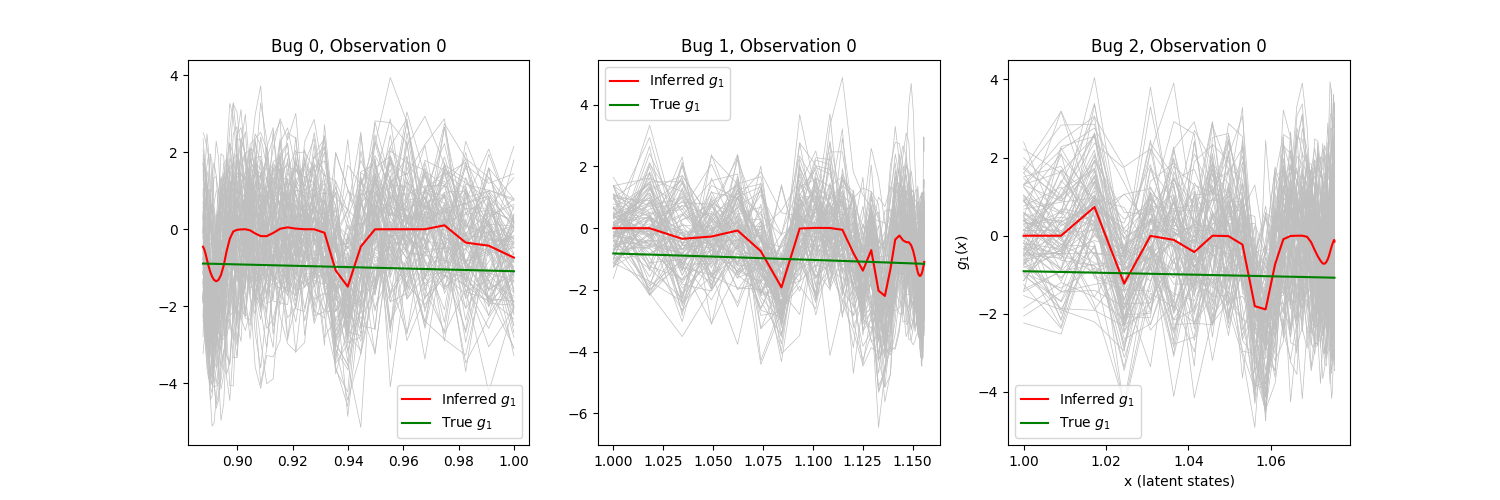 Bug 0, Observation 0
4
2
0
−2
−4
Inferred g₁
True g₁
0.90 0.92 0.94 0.96 0.98 1.00
Bug 1, Observation 0
Inferred g₁
True g₁
4
2
0
−2
−4
−6
1.000 1.025 1.050 1.075 1.100 1.125 1.150
Bug 2, Observation 0
4
2
0
−2
−4
g₁(x)
Inferred g₁
True g₁
1.00 1.02 1.04 1.06
x (latent states)